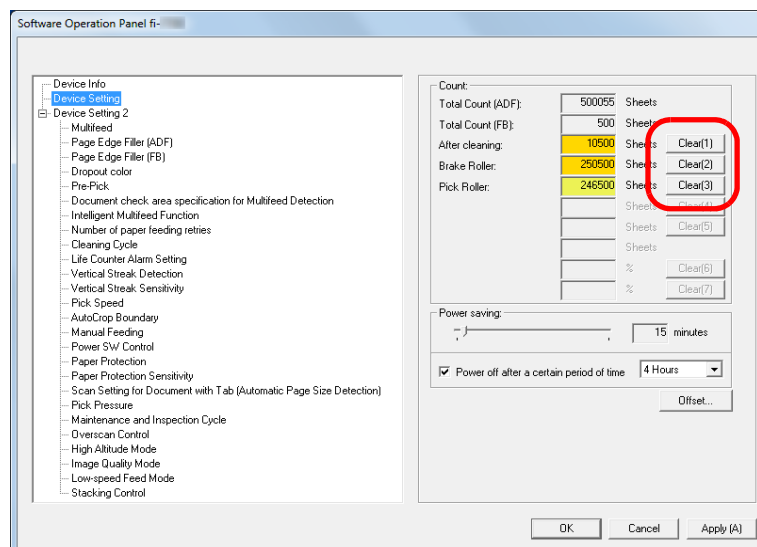 Software Operation Panel fi-
Device Info
Device Setting
Device Setting 2
Multifeed
Page Edge Filler (ADF)
Page Edge Filler (FB)
Dropout color
Pre-Pick
Document check area specification for Multifeed Detection
Intelligent Multifeed Function
Number of paper feeding retries
Cleaning Cycle
Life Counter Alarm Setting
Vertical Streak Detection
Vertical Streak Sensitivity
Pick Speed
AutoCrop Boundary
Manual Feeding
Power SW Control
Paper Protection
Paper Protection Sensitivity
Scan Setting for Document with Tab (Automatic Page Size Detection)
Pick Pressure
Maintenance and Inspection Cycle
Overscan Control
High Altitude Mode
Image Quality Mode
Low-speed Feed Mode
Stacking Control
Count:
Total Count (ADF): 500055 Sheets
Total Count (FB): 500 Sheets
After cleaning: 10500 Sheets Clear(1)
Brake Roller: 250500 Sheets Clear(2)
Pick Roller: 246500 Sheets Clear(3)
Sheets Clear(4)
Sheets Clear(5)
Sheets
% Clear(6)
% Clear(7)
Power saving:
15 minutes
Power off after a certain period of time 4 Hours
Offset...
OK Cancel Apply (A)